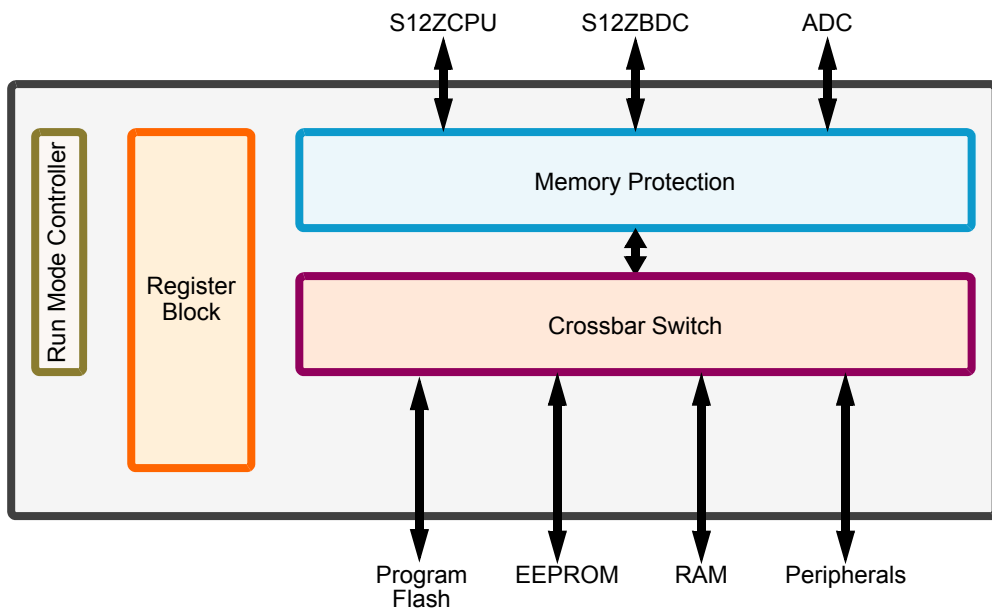 S12ZCPU
S12ZBDC
ADC
Run Mode Controller
Register
Block
Memory Protection
Crossbar Switch
Program
Flash
EEPROM
RAM
Peripherals